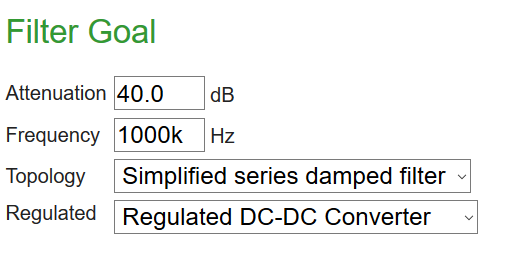 Filter Goal
Attenuation 40.0 dB
Frequency 1000k Hz
Topology Simplified series damped filter
Regulated Regulated DC-DC Converter